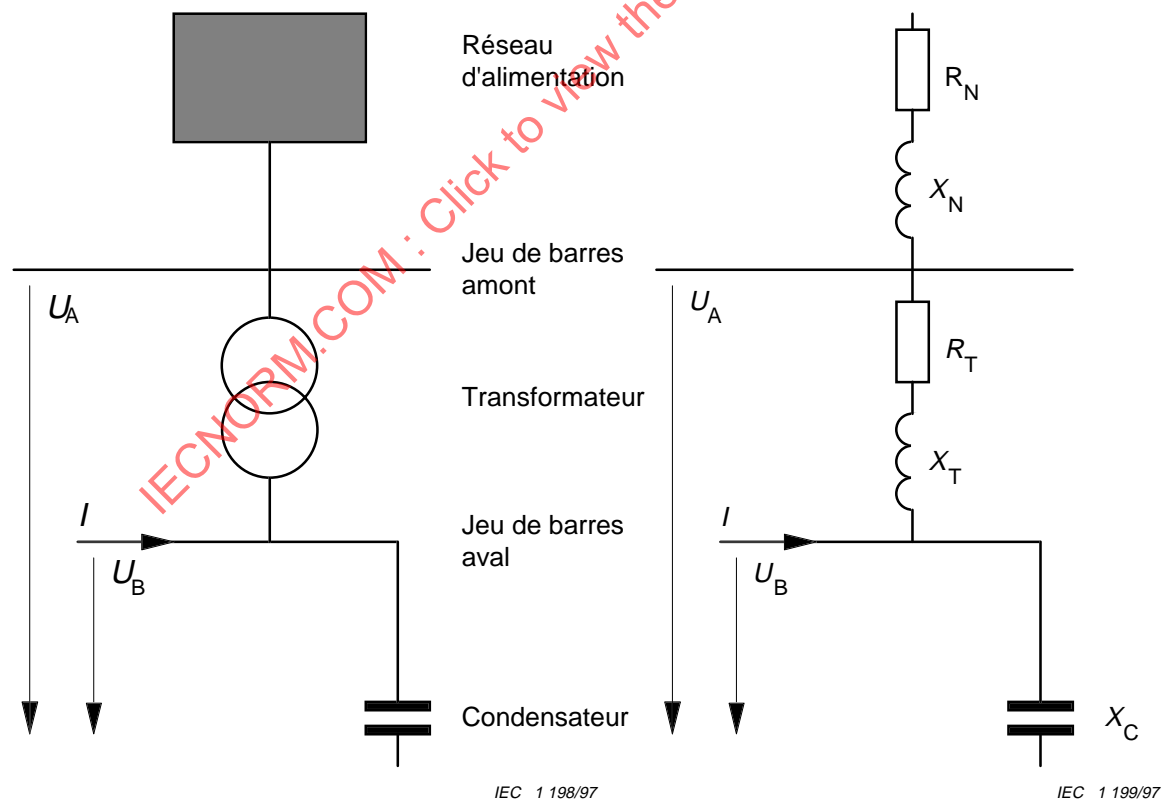 Réseau
d'alimentation
Jeu de barres
amont
Transformateur
Jeu de barres
aval
Condensateur
U_A
I
U_B
IEC 1 198/97
R_N
X_N
U_A
R_T
X_T
I
U_B
X_C
IEC 1 199/97
IECNORM.COM : Click to view the